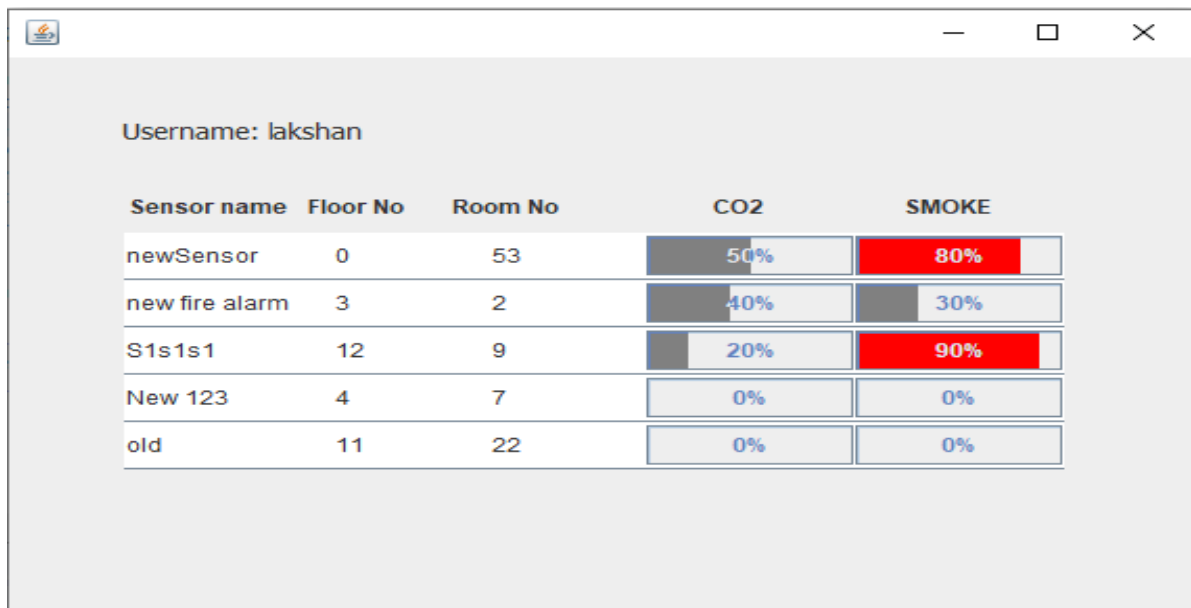 Username: lakshan
Sensor name Floor No Room No CO2 SMOKE
newSensor 0 53 50% 80%
new fire alarm 3 2 40% 30%
S1s1s1 12 9 20% 90%
New 123 4 7 0% 0%
old 11 22 0% 0%